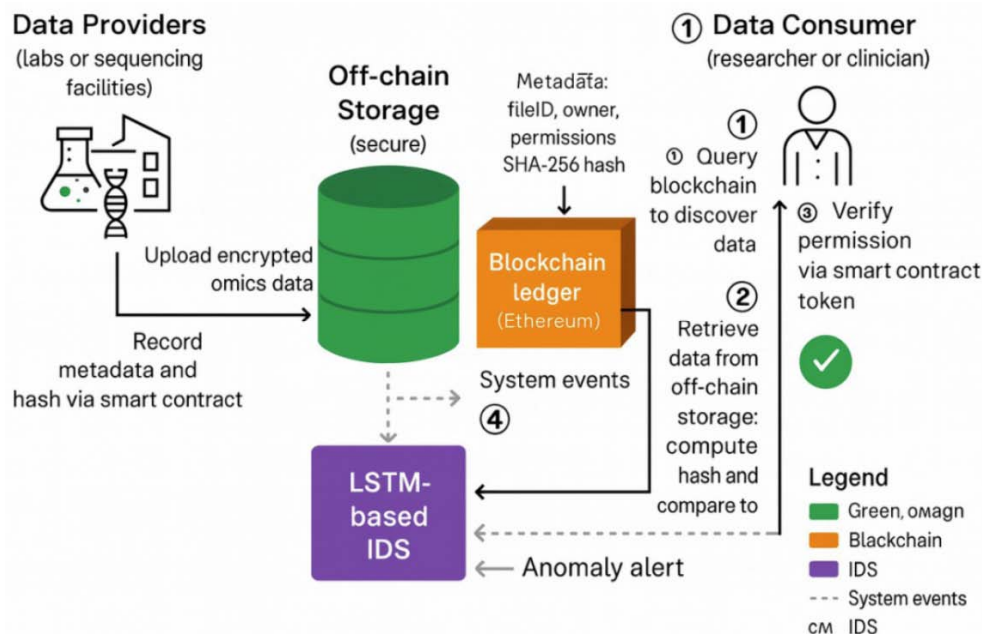 Data Providers
(labs or sequencing
facilities)
Upload encrypted
omics data
Record
metadata and
hash via smart contract
Off-chain
Storage
(secure)
Metadata:
fileID, owner,
permissions
SHA-256 hash
Blockchain
ledger
(Ethereum)
System events
④
LSTM-
based
IDS
Anomaly alert
① Data Consumer
(researcher or clinician)
①
① Query
blockchain
to discover
data
②
Retrieve
data from
off-chain
storage:
compute
hash and
compare to
③ Verify
permission
via smart contract
token
Legend
Green, oмagn
Blackchain
IDS
System events
см IDS